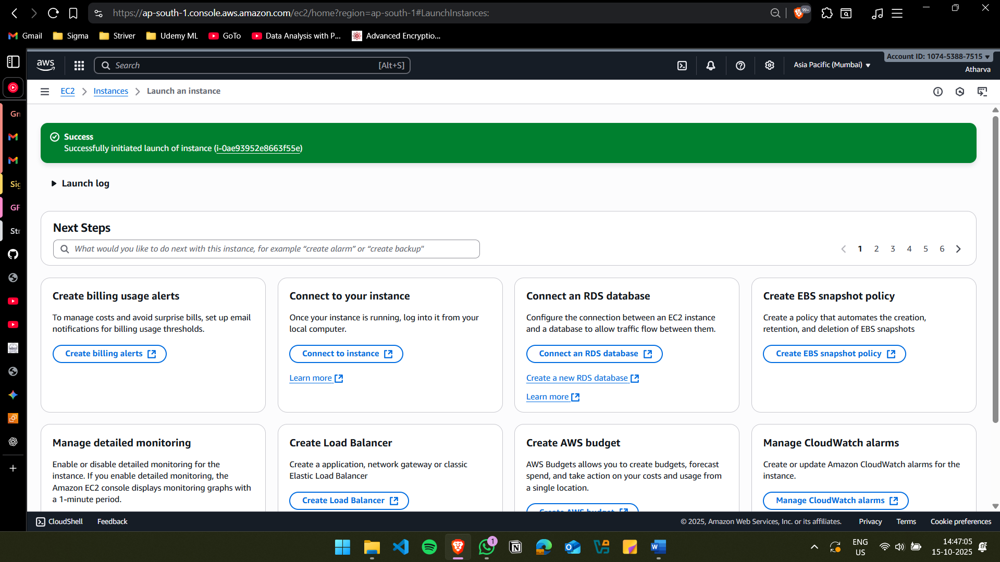 https://ap-south-1.console.aws.amazon.com/ec2/home?region=ap-south-1#LaunchInstances:
99+
Gmail
Sigma
Striver
Udemy ML
GoTo
Data Analysis with P...
Advanced Encryptio...
aws
Search
[Alt+S]
Asia Pacific (Mumbai)
Account ID: 1074-5388-7515
Atharva
EC2
Instances
Launch an instance
Gm
Sig
GF
Str
Success
Successfully initiated launch of instance (i-0ae93952e8663f55e)
Launch log
Next Steps
What would you like to do next with this instance, for example “create alarm” or “create backup"
1 2 3 4 5 6
Create billing usage alerts
To manage costs and avoid surprise bills, set up email
notifications for billing usage thresholds.
Create billing alerts
Connect to your instance
Once your instance is running, log into it from your
local computer.
Connect to instance
Learn more
Connect an RDS database
Configure the connection between an EC2 instance
and a database to allow traffic flow between them.
Connect an RDS database
Create a new RDS database
Learn more
Create EBS snapshot policy
Create a policy that automates the creation,
retention, and deletion of EBS snapshots
Create EBS snapshot policy
Manage detailed monitoring
Enable or disable detailed monitoring for the
instance. If you enable detailed monitoring, the
Amazon EC2 console displays monitoring graphs with
a 1-minute period.
Create Load Balancer
Create a application, network gateway or classic
Elastic Load Balancer
Create Load Balancer
Create AWS budget
AWS Budgets allows you to create budgets, forecast
spend, and take action on your costs and usage from
a single location.
Create AWS budget
Manage CloudWatch alarms
Create or update Amazon CloudWatch alarms for the
instance.
Manage CloudWatch alarms
CloudShell
Feedback
© 2025, Amazon Web Services, Inc. or its affiliates.
Privacy
Terms
Cookie preferences
1
ENG
US
14:47:05
15-10-2025